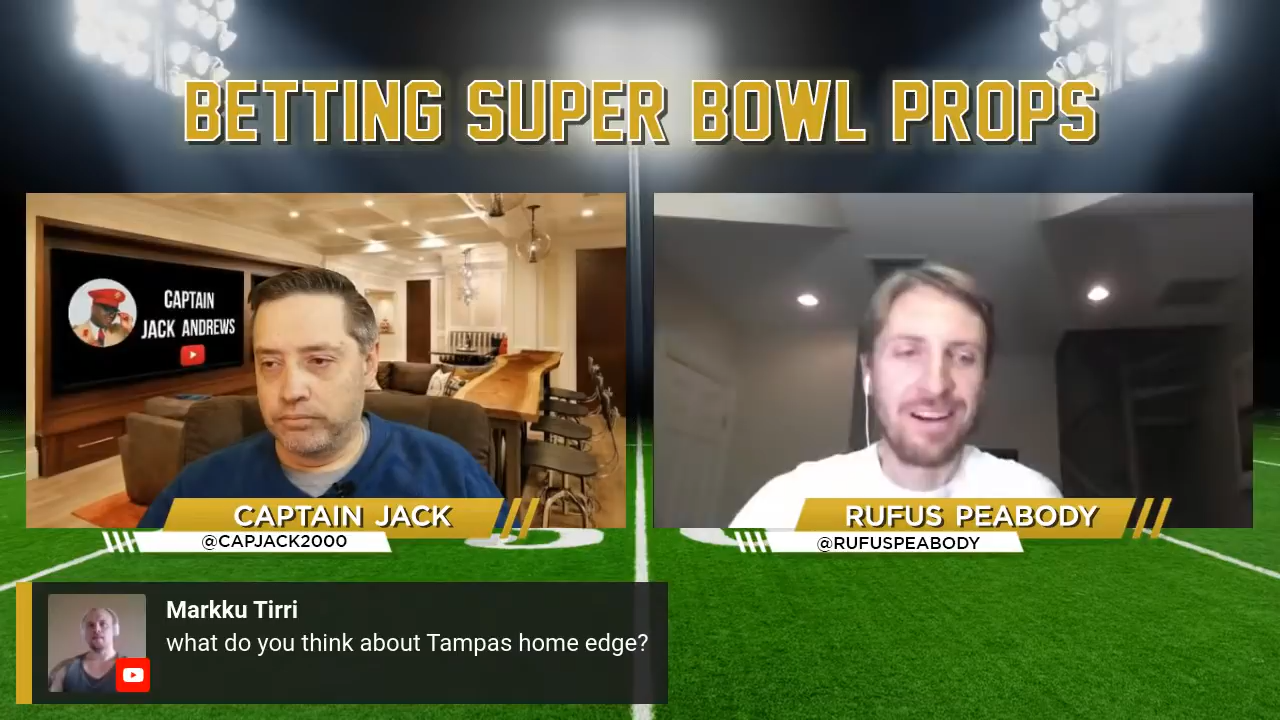 BETTING SUPER BOWL PROPS
CAPTAIN
JACK ANDREWS
CAPTAIN JACK
@CAPJACK2000
RUFUS PEABODY
@RUFUSPEABODY
Markku Tirri
what do you think about Tampas home edge?